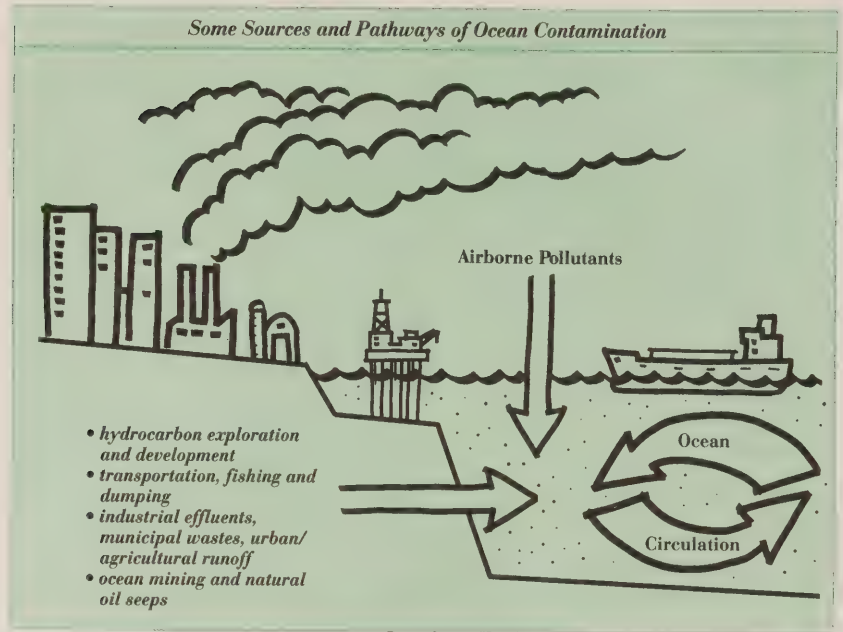 Some Sources and Pathways of Ocean Contamination
Airborne Pollutants
• hydrocarbon exploration
and development
• transportation, fishing and
dumping
• industrial effluents,
municipal wastes, urban/
agricultural runoff
• ocean mining and natural
oil seeps
Ocean
Circulation